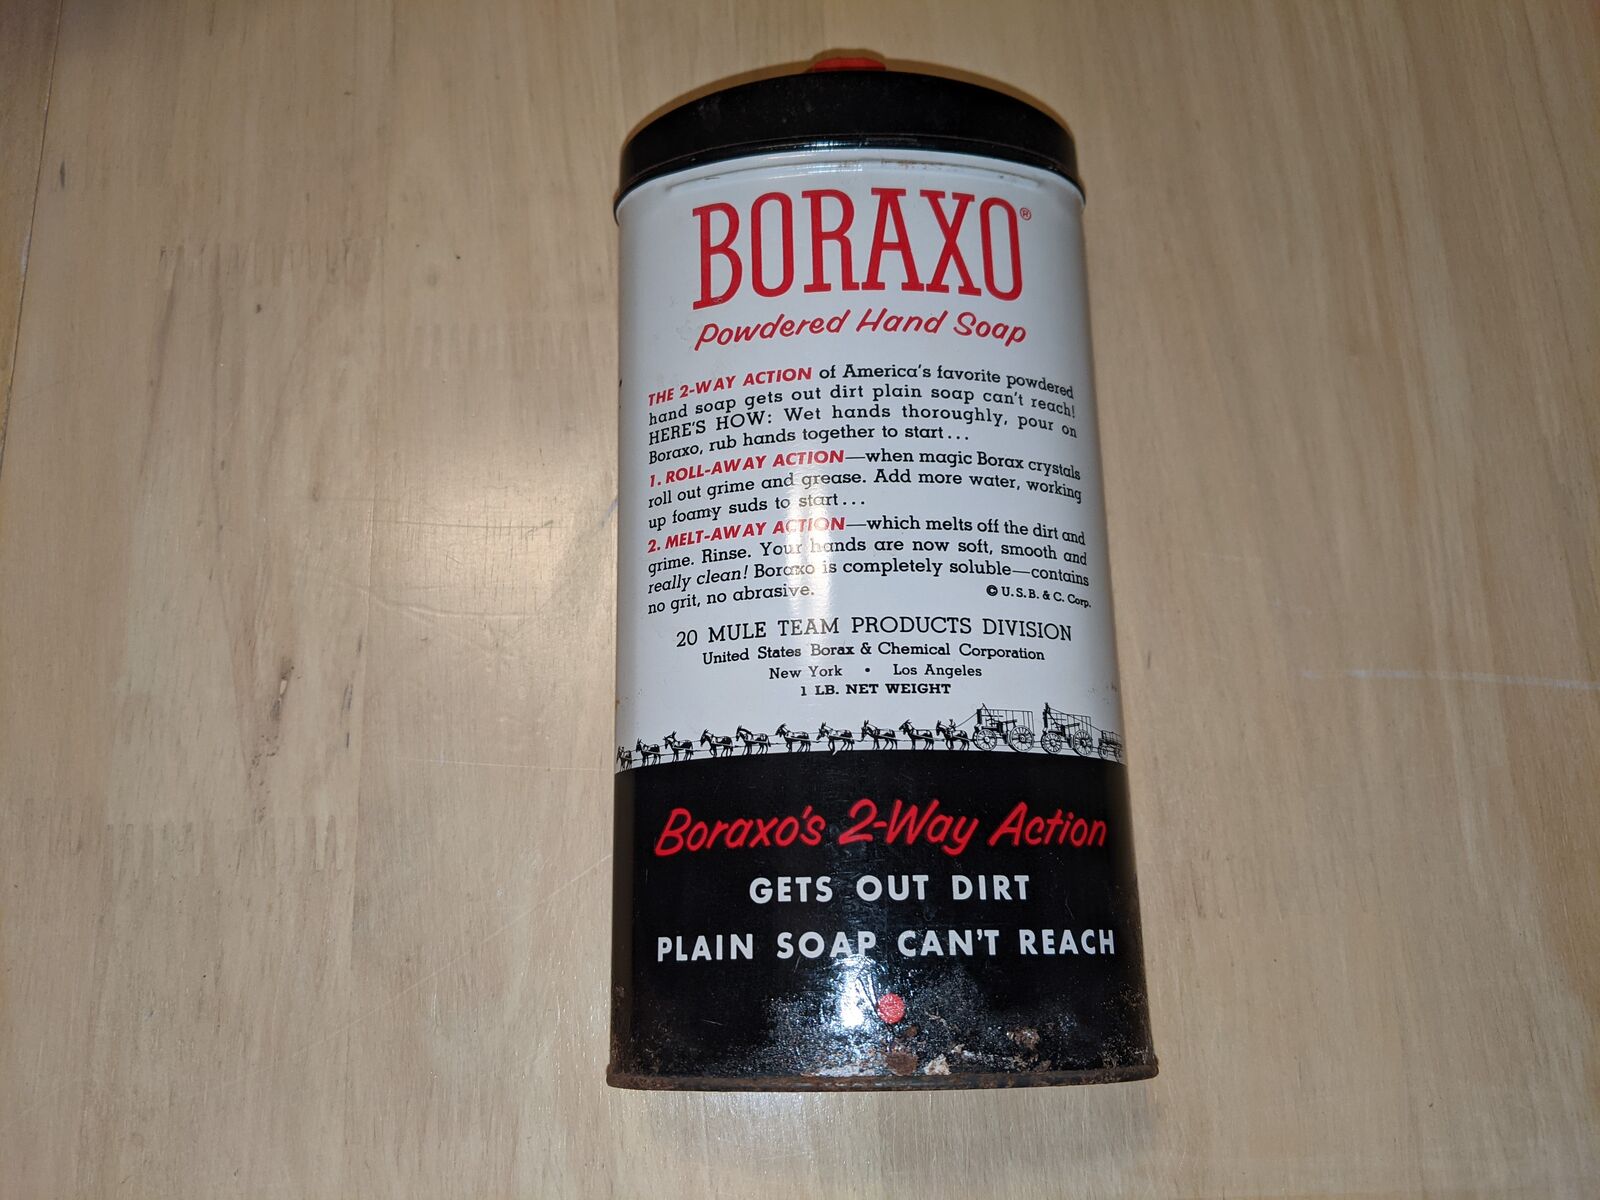 BORAXO®
Powdered Hand Soap
THE 2-WAY ACTION of America's favorite powdered
hand soap gets out dirt plain soap can't reach!
HERE'S HOW: Wet hands thoroughly, pour on
Boraxo, rub hands together to start...
1. ROLL-AWAY ACTION—when magic Borax crystals
roll out grime and grease. Add more water, working
up foamy suds to start...
2. MELT-AWAY ACTION—which melts off the dirt and
grime. Rinse. Your hands are now soft, smooth and
really clean! Boraxo is completely soluble—contains
no grit, no abrasive. © U.S.B. & C. Corp.
20 MULE TEAM PRODUCTS DIVISION
United States Borax & Chemical Corporation
New York • Los Angeles
1 LB. NET WEIGHT
Boraxo's 2-Way Action
GETS OUT DIRT
PLAIN SOAP CAN'T REACH